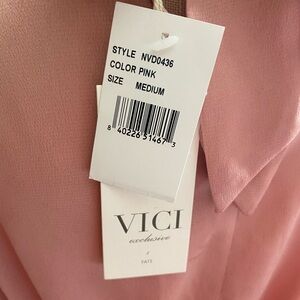 STYLE NVD0436
COLOR PINK
SIZE MEDIUM
8 40226 51467 3
VICI
exclusive